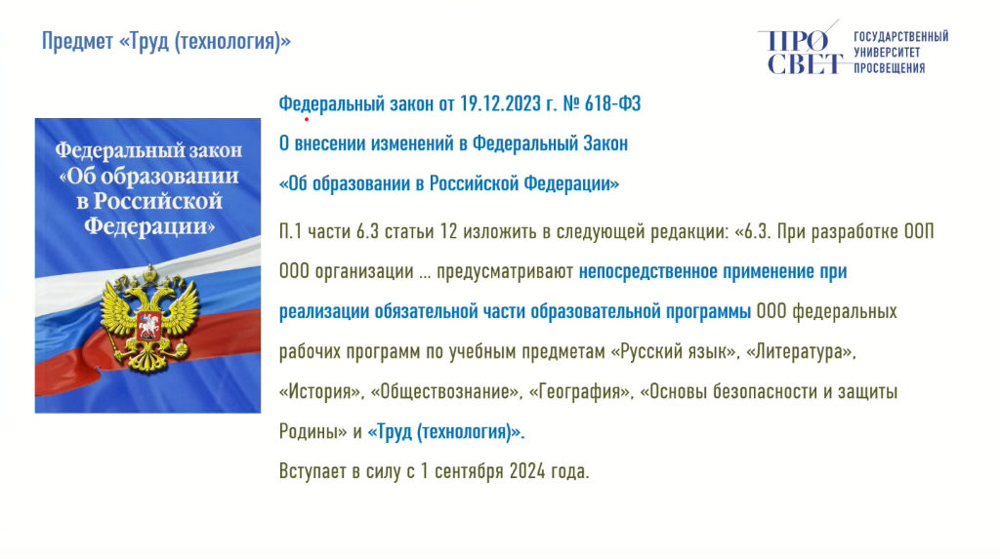 Предмет «Труд (технология)»
ПРО
СВЕТ
ГОСУДАРСТВЕННЫЙ
УНИВЕРСИТЕТ
ПРОСВЕЩЕНИЯ
Федеральный закон
«Об образовании
в Российской
Федерации»
Федеральный закон от 19.12.2023 г. № 618-ФЗ
О внесении изменений в Федеральный Закон
«Об образовании в Российской Федерации»
П.1 части 6.3 статьи 12 изложить в следующей редакции: «6.3. При разработке ООП
ООО организации ... предусматривают непосредственное применение при
реализации обязательной части образовательной программы ООО федеральных
рабочих программ по учебным предметам «Русский язык», «Литература»,
«История», «Обществознание», «География», «Основы безопасности и защиты
Родины» и «Труд (технология)».
Вступает в силу с 1 сентября 2024 года.